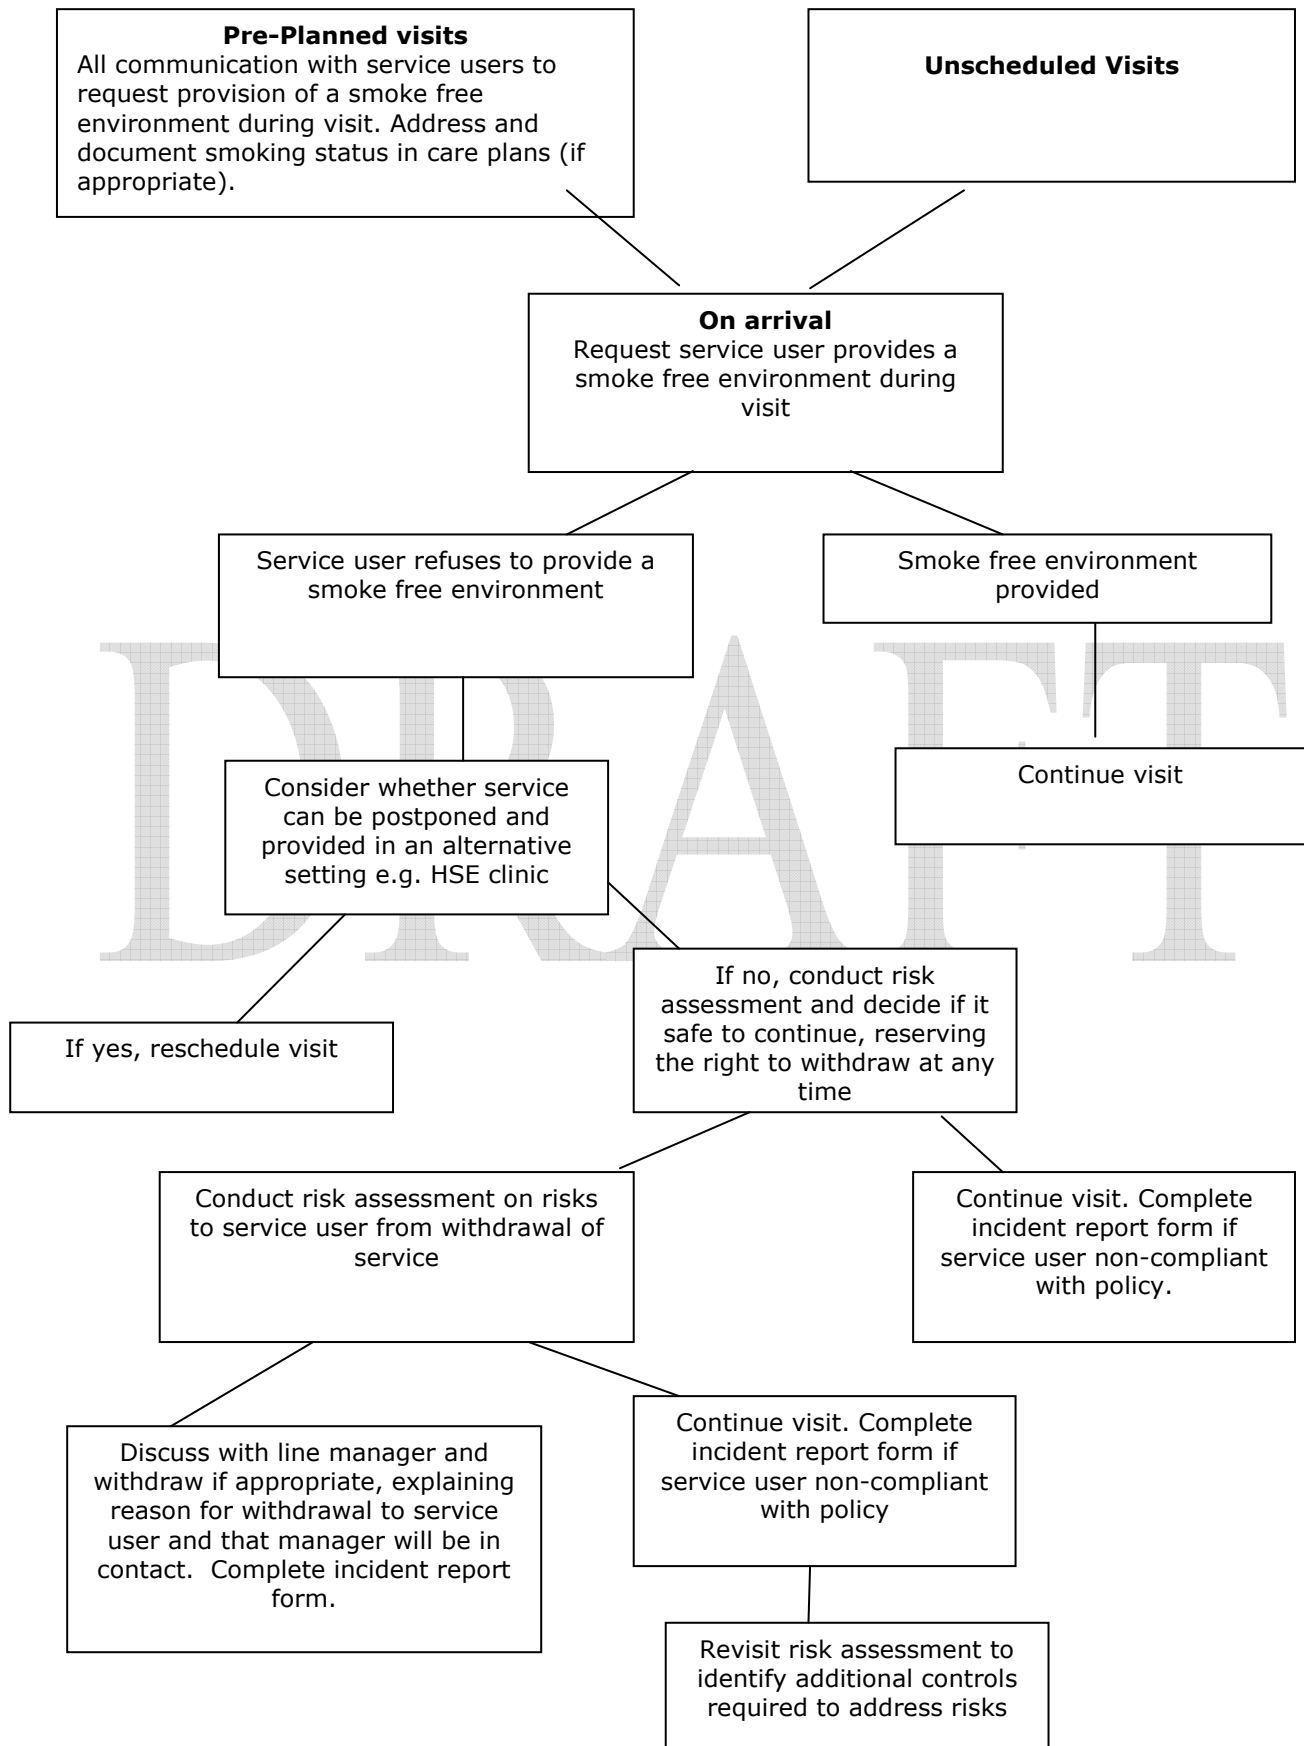 Pre-Planned visits
All communication with service users to
request provision of a smoke free
environment during visit. Address and
document smoking status in care plans (if
appropriate).
Unscheduled Visits
On arrival
Request service user provides a
smoke free environment during
visit
Service user refuses to provide a
smoke free environment
Smoke free environment
provided
DRAFT
Consider whether service
can be postponed and
provided in an alternative
setting e.g. HSE clinic
Continue visit
If no, conduct risk
assessment and decide if it
safe to continue, reserving
the right to withdraw at any
time
If yes, reschedule visit
Conduct risk assessment on risks
to service user from withdrawal of
service
Continue visit. Complete
incident report form if
service user non-compliant
with policy.
Discuss with line manager and
withdraw if appropriate, explaining
reason for withdrawal to service
user and that manager will be in
contact.  Complete incident report
form.
Continue visit. Complete
incident report form if
service user non-compliant
with policy
Revisit risk assessment to
identify additional controls
required to address risks